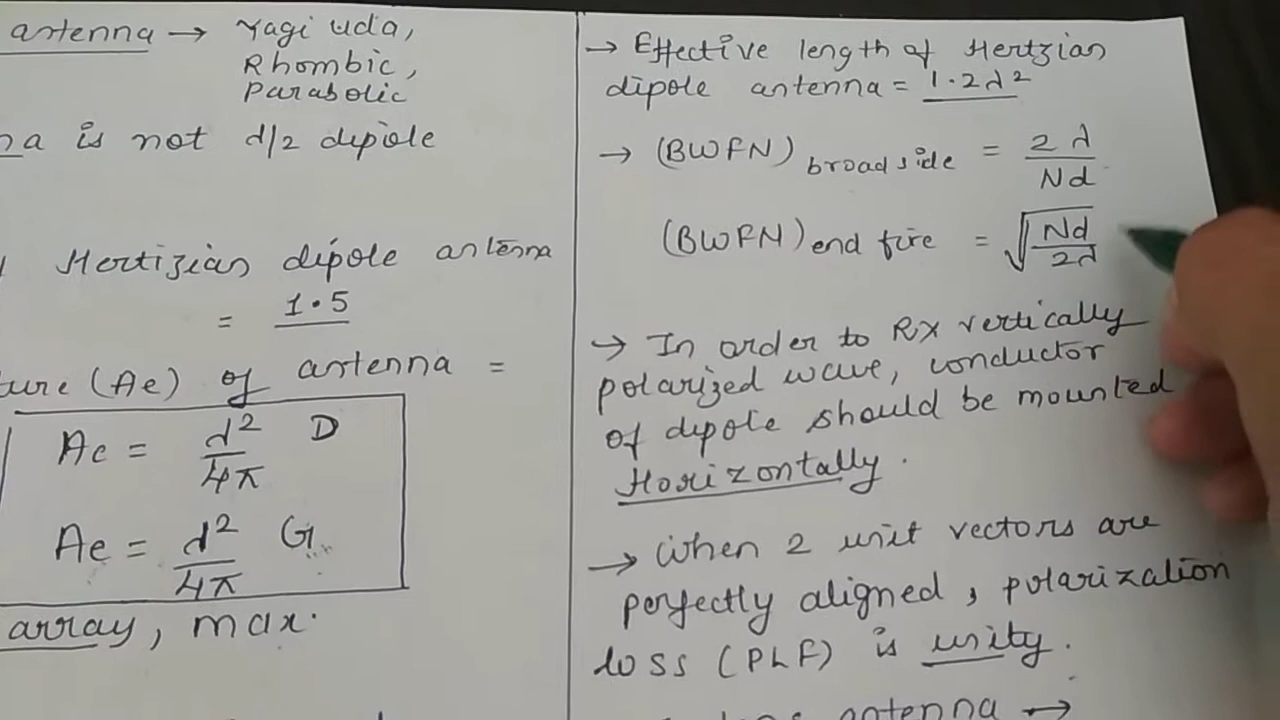 antenna → Yagi uda,
Rhombic,
Parabolic
na is not λ/2 dipole
Hertizian dipole antenna
= 1.5
ture (Ae) of antenna =
Ae = λ²/4π D
Ae = λ²/4π G
array, max.
→ Effective length of Hertzian
dipole antenna = 1.2λ²
→ (BWFN) broad side = 2λ/Nd
(BWFN) end fire = √(Nd/2λ)
→ In order to Rx vertically
polarized wave, conductor
of dipole should be mounted
Horizontally.
→ When 2 unit vectors are
perfectly aligned, polarization
loss (PLF) is unity.
antenna →